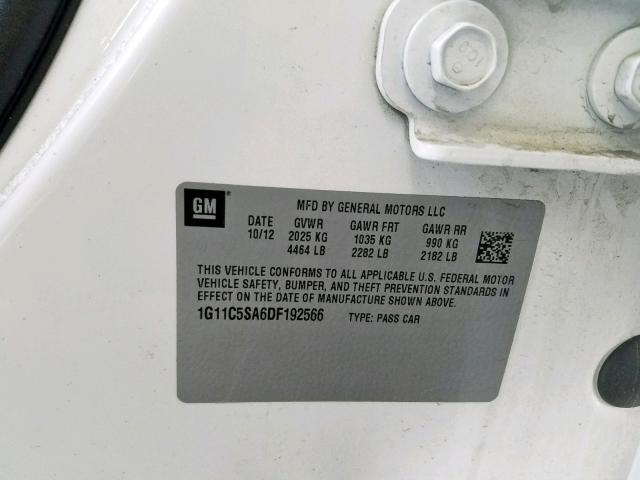 GM
MFD BY GENERAL MOTORS LLC
DATE GVWR GAWR FRT GAWR RR
10/12 2025 KG 1035 KG 990 KG
4464 LB 2282 LB 2182 LB
THIS VEHICLE CONFORMS TO ALL APPLICABLE U.S. FEDERAL MOTOR
VEHICLE SAFETY, BUMPER, AND THEFT PREVENTION STANDARDS IN
EFFECT ON THE DATE OF MANUFACTURE SHOWN ABOVE.
1G11C5SA6DF192566 TYPE: PASS CAR